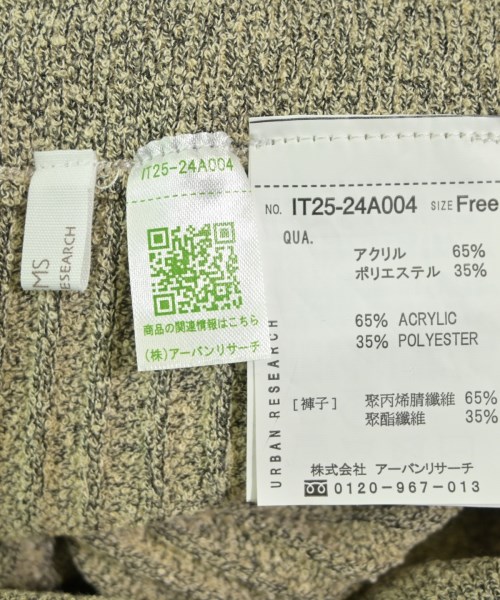 MS
RESEARCH
IT25-24A004
商品の関連情報はこちら
(株)アーバンリサーチ
NO. IT25-24A004 SIZE Free
QUA.
アクリル 65%
ポリエステル 35%
65% ACRYLIC
35% POLYESTER
[褲子] 聚丙烯腈纖維 65%
聚酯纖維 35%
URBAN RESEARCH
株式会社 アーバンリサーチ
0120-967-013